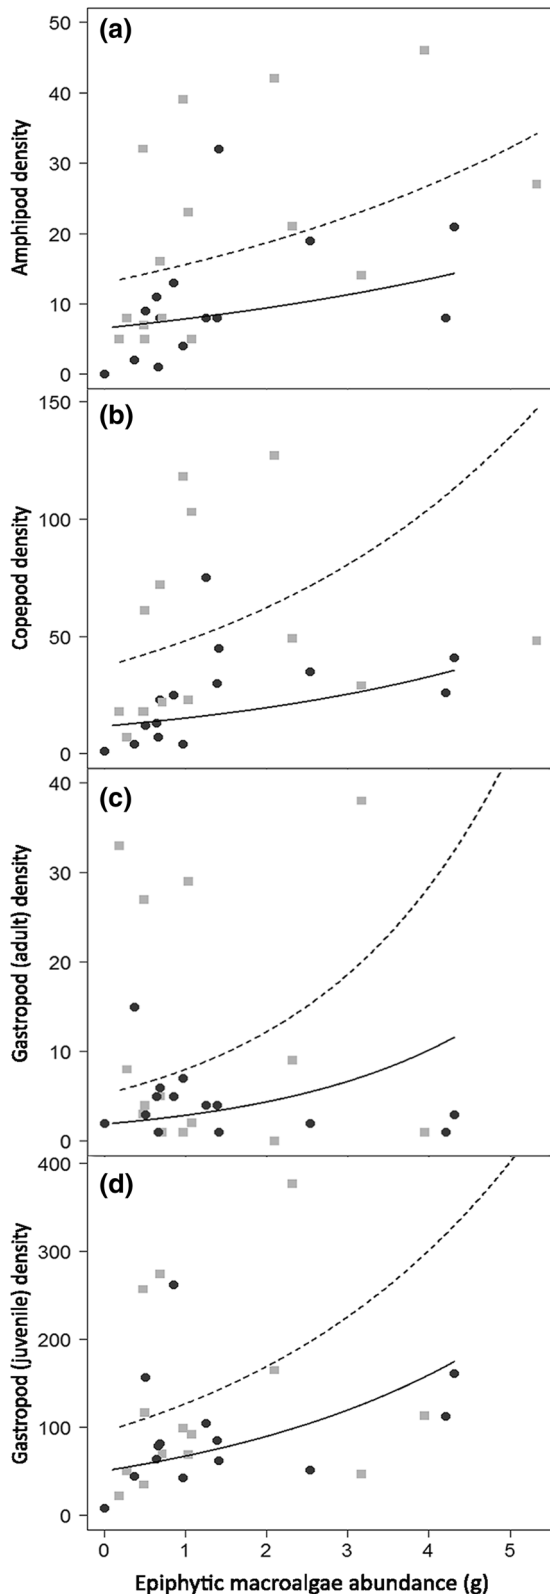 (a)
50
40
30
20
10
0
Amphipod density
(b)
150
100
50
0
Copepod density
(c)
40
30
20
10
0
Gastropod (adult) density
(d)
400
300
200
100
0
Gastropod (juvenile) density
0 1 2 3 4 5
Epiphytic macroalgae abundance (g)